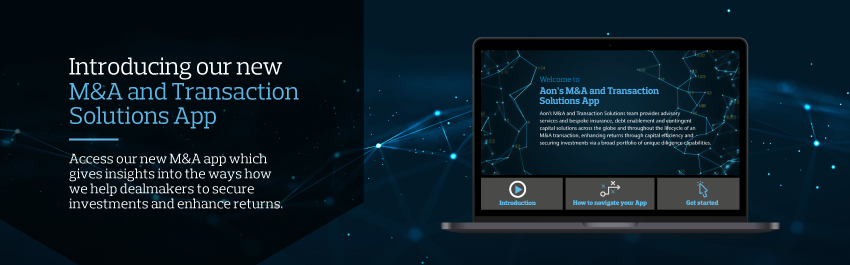 Introducing our new
M&A and Transaction
Solutions App
Access our new M&A app which
gives insights into the ways how
we help dealmakers to secure
investments and enhance returns.
Welcome to
Aon's M&A and Transaction
Solutions App
Aon's M&A and Transaction Solutions team provides advisory
services and bespoke insurance, debt enablement and contingent
capital solutions across the globe and throughout the lifecycle of an
M&A transaction, enhancing returns through capital efficiency and
securing investments via a broad portfolio of unique diligence capabilities.
Introduction
How to navigate your App
Get started